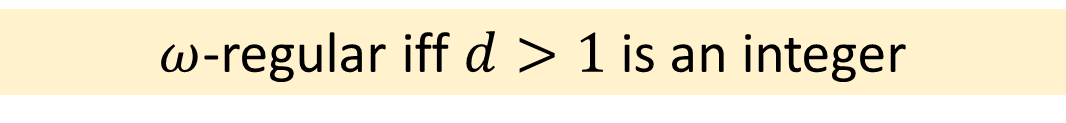 𝜔-regular iff 𝑑 > 1 is an integer